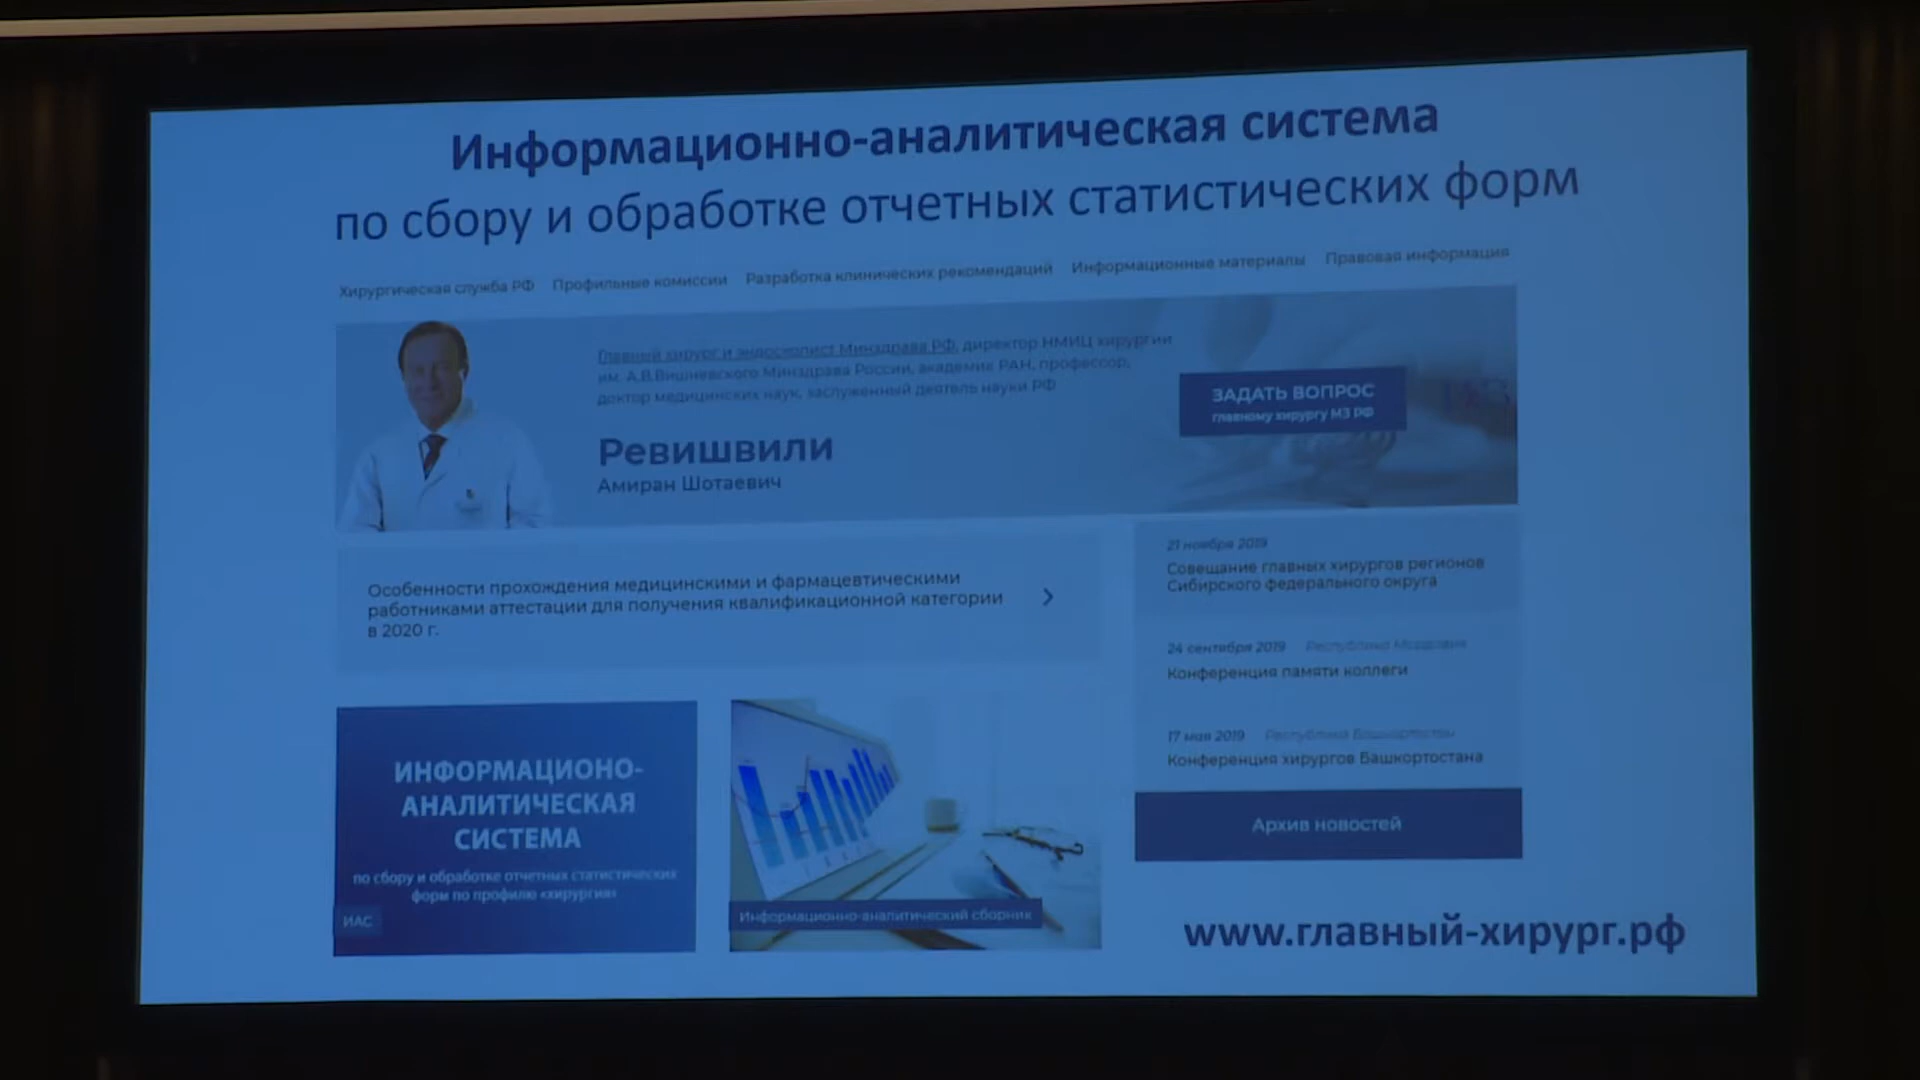 Информационно-аналитическая система
по сбору и обработке отчетных статистических форм
Хирургическая служба РФ Профильные комиссии Разработка клинических рекомендаций Информационные материалы Правовая информация
Главный хирург и эндоскопист Минздрава РФ, директор НМИЦ хирургии
им. А.В.Вишневского Минздрава России, академик РАН, профессор,
доктор медицинских наук, заслуженный деятель науки РФ
Ревишвили
Амиран Шотаевич
ЗАДАТЬ ВОПРОС
главному хирургу МЗ РФ
Особенности прохождения медицинскими и фармацевтическими
работниками аттестации для получения квалификационной категории
в 2020 г.
21 ноября 2019
Совещание главных хирургов регионов
Сибирского федерального округа
24 сентября 2019 Республика Мордовия
Конференция памяти коллеги
17 мая 2019 Республика Башкортостан
Конференция хирургов Башкортостана
Архив новостей
ИНФОРМАЦИОНО-
АНАЛИТИЧЕСКАЯ
СИСТЕМА
по сбору и обработке отчетных статистических
форм по профилю «хирургия»
ИАС
Информационно-аналитический сборник
www.главный-хирург.рф